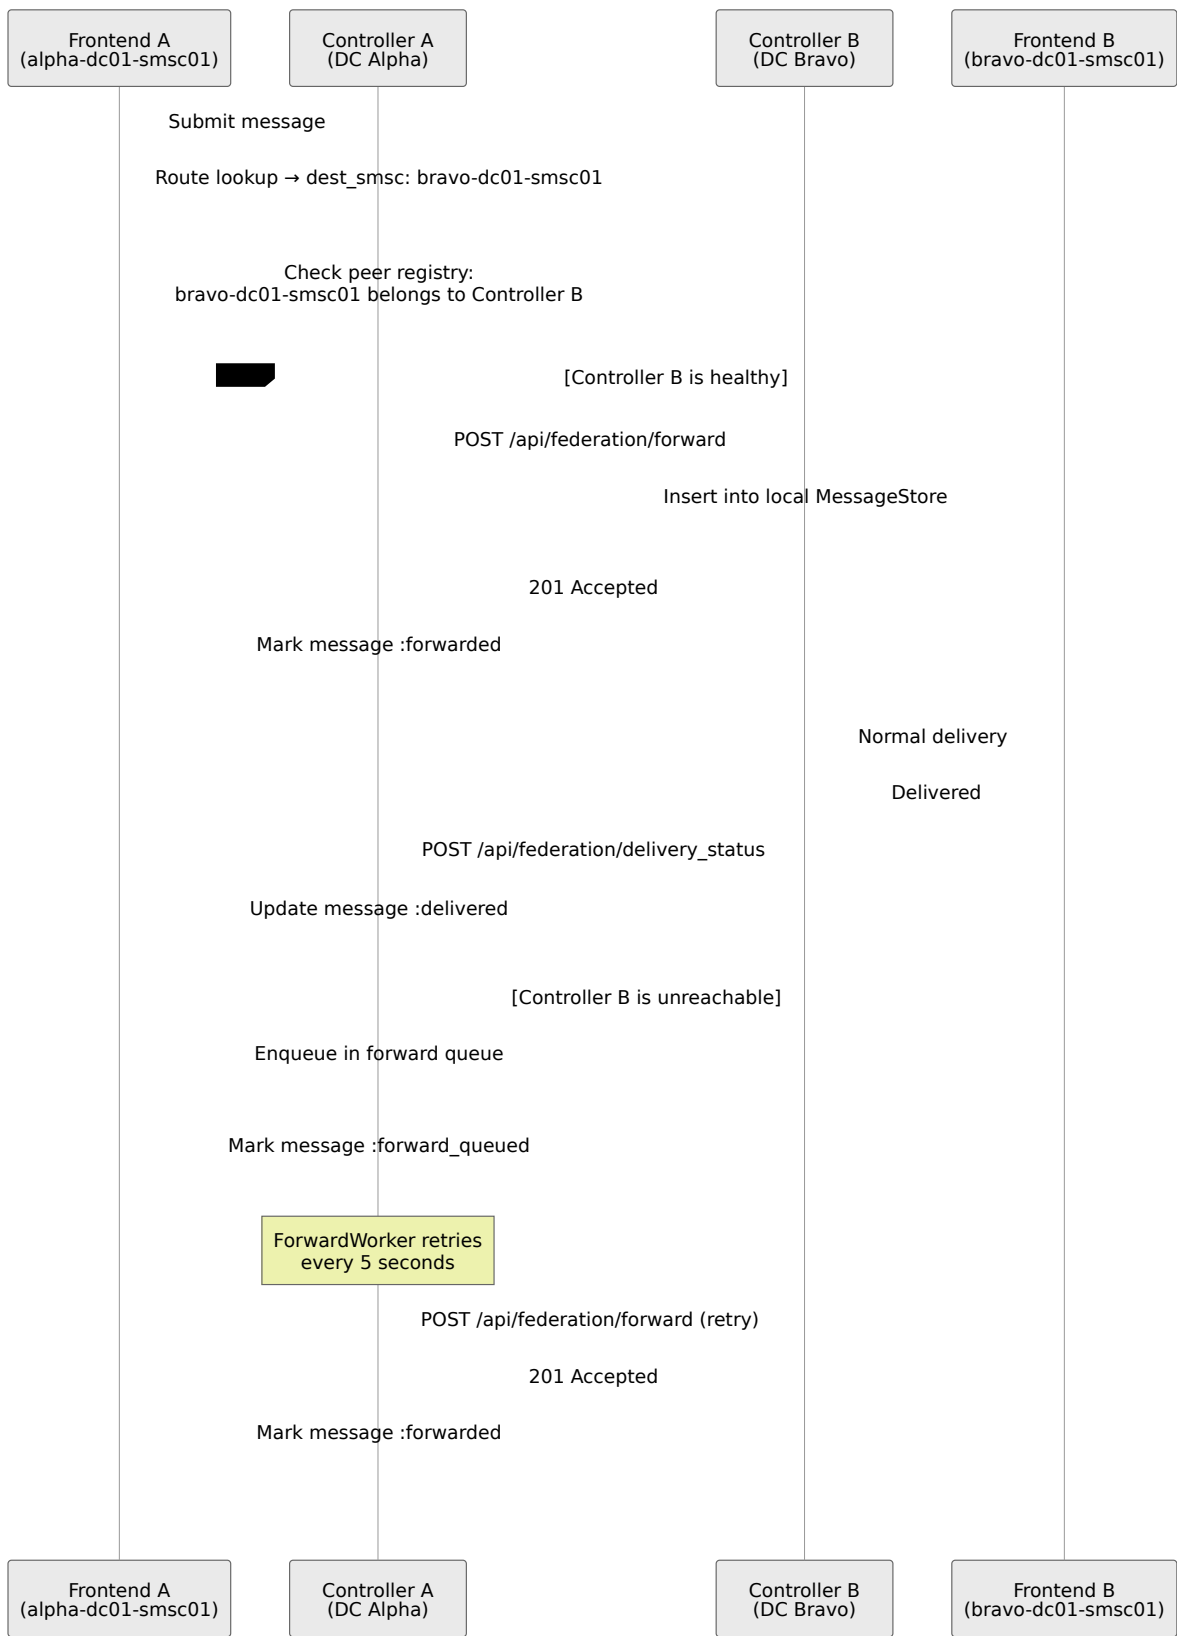 Frontend A
(alpha-dc01-smsc01)
Controller A
(DC Alpha)
Controller B
(DC Bravo)
Frontend B
(bravo-dc01-smsc01)
Submit message
Route lookup → dest_smsc: bravo-dc01-smsc01
Check peer registry:
bravo-dc01-smsc01 belongs to Controller B
[Controller B is healthy]
POST /api/federation/forward
Insert into local MessageStore
201 Accepted
Mark message :forwarded
Normal delivery
Delivered
POST /api/federation/delivery_status
Update message :delivered
[Controller B is unreachable]
Enqueue in forward queue
Mark message :forward_queued
ForwardWorker retries
every 5 seconds
POST /api/federation/forward (retry)
201 Accepted
Mark message :forwarded
Frontend A
(alpha-dc01-smsc01)
Controller A
(DC Alpha)
Controller B
(DC Bravo)
Frontend B
(bravo-dc01-smsc01)